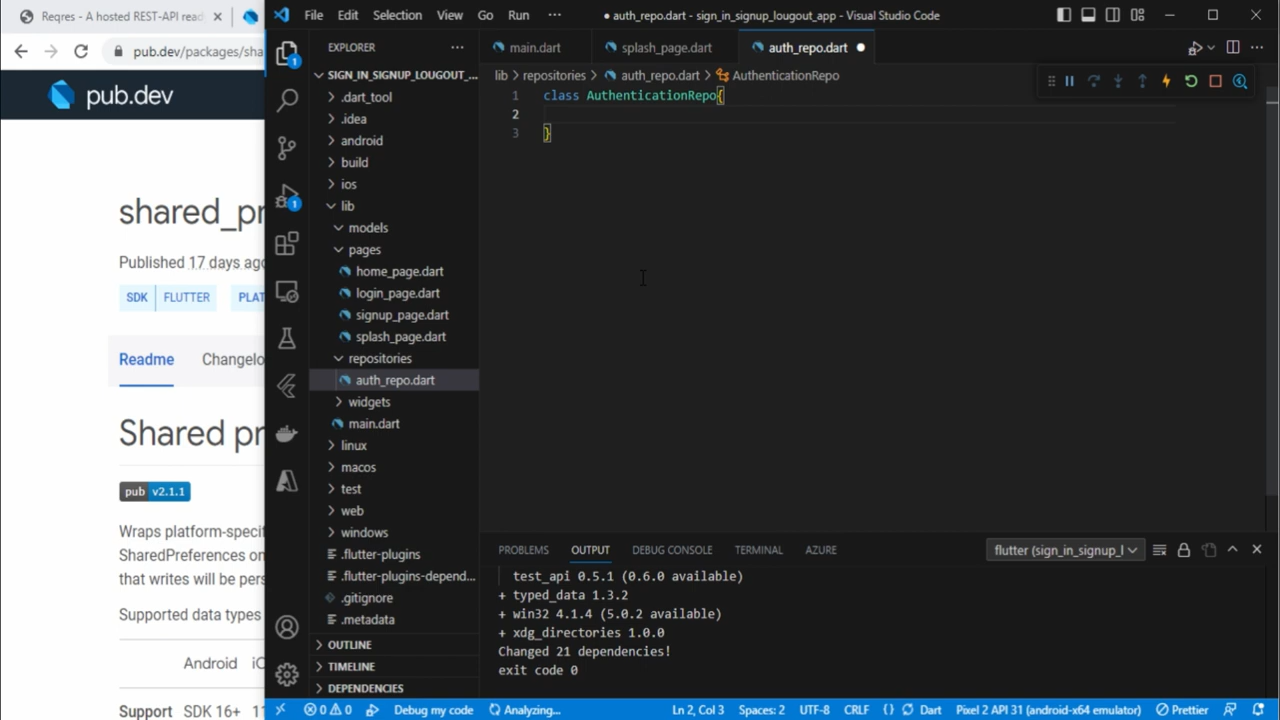 Reqres - A hosted REST-API read
pub.dev/packages/sha
pub.dev
shared_pr
Published 17 days ago
SDK FLUTTER PLAT
Readme Changelo
Shared pr
pub v2.1.1
Wraps platform-specif
SharedPreferences on
that writes will be pers
Supported data types
Android iO
Support SDK 16+ 11
File Edit Selection View Go Run ···
● auth_repo.dart - sign_in_signup_lougout_app - Visual Studio Code
EXPLORER
SIGN_IN_SIGNUP_LOUGOUT_...
.dart_tool
.idea
android
build
ios
lib
models
pages
home_page.dart
login_page.dart
signup_page.dart
splash_page.dart
repositories
auth_repo.dart
widgets
main.dart
linux
macos
test
web
windows
.flutter-plugins
.flutter-plugins-depend...
.gitignore
.metadata
OUTLINE
TIMELINE
DEPENDENCIES
1
1
main.dart splash_page.dart auth_repo.dart
lib > repositories > auth_repo.dart > AuthenticationRepo
1 class AuthenticationRepo{
2
3 }
PROBLEMS OUTPUT DEBUG CONSOLE TERMINAL AZURE
flutter (sign_in_signup_l
test_api 0.5.1 (0.6.0 available)
+ typed_data 1.3.2
+ win32 4.1.4 (5.0.2 available)
+ xdg_directories 1.0.0
Changed 21 dependencies!
exit code 0
0 0 Debug my code Analyzing... Ln 2, Col 3 Spaces: 2 UTF-8 CRLF {} Dart Pixel 2 API 31 (android-x64 emulator) Prettier